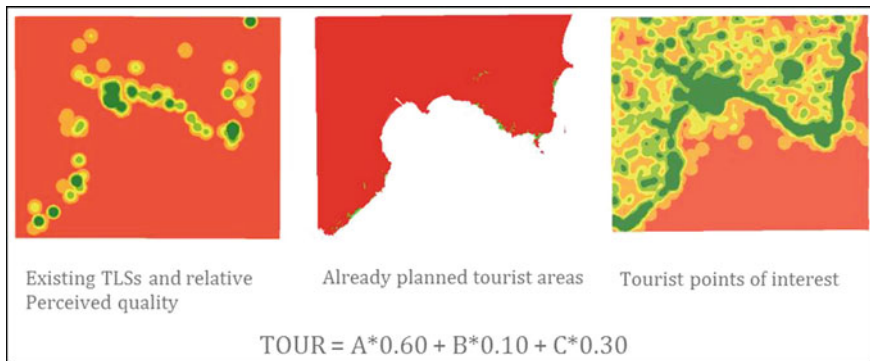 Existing TLSs and relative
Perceived quality
Already planned tourist areas
Tourist points of interest
TOUR = A*0.60 + B*0.10 + C*0.30